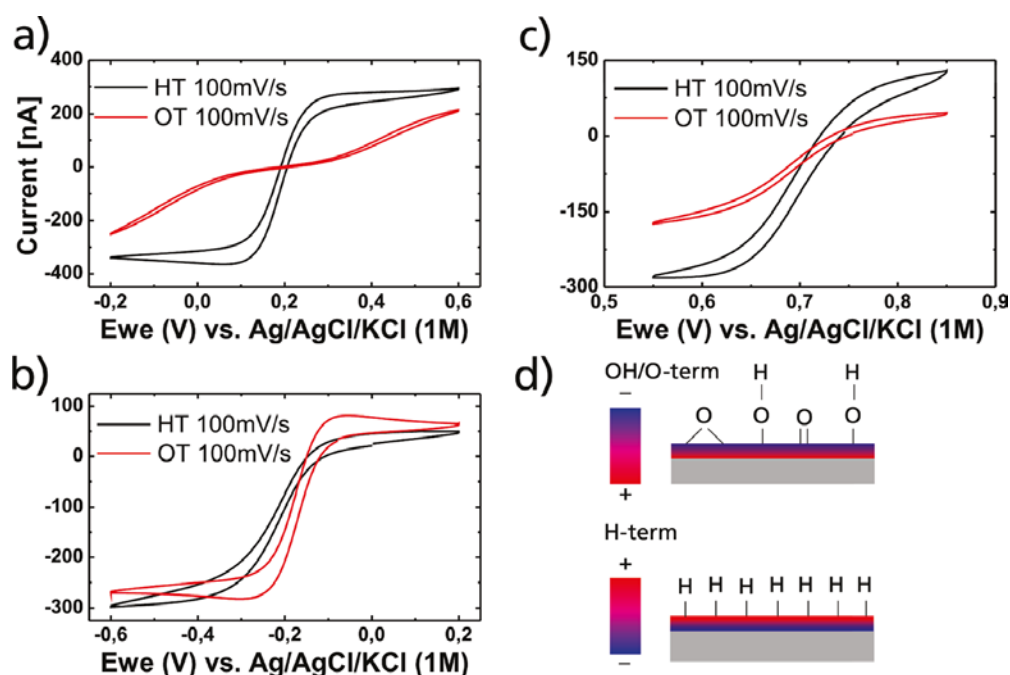 a)
400
HT 100mV/s
OT 100mV/s
200
0
-200
-400
Current [nA]
-0,2 0,0 0,2 0,4 0,6
Ewe (V) vs. Ag/AgCl/KCl (1M)
c)
150
HT 100mV/s
OT 100mV/s
0
-150
-300
0,5 0,6 0,7 0,8 0,9
Ewe (V) vs. Ag/AgCl/KCl (1M)
b)
100
HT 100mV/s
OT 100mV/s
0
-100
-200
-300
-0,6 -0,4 -0,2 0,0 0,2
Ewe (V) vs. Ag/AgCl/KCl (1M)
d)
OH/O-term
−
+
H H
O O O O
H-term
+
−
H H H H H H H